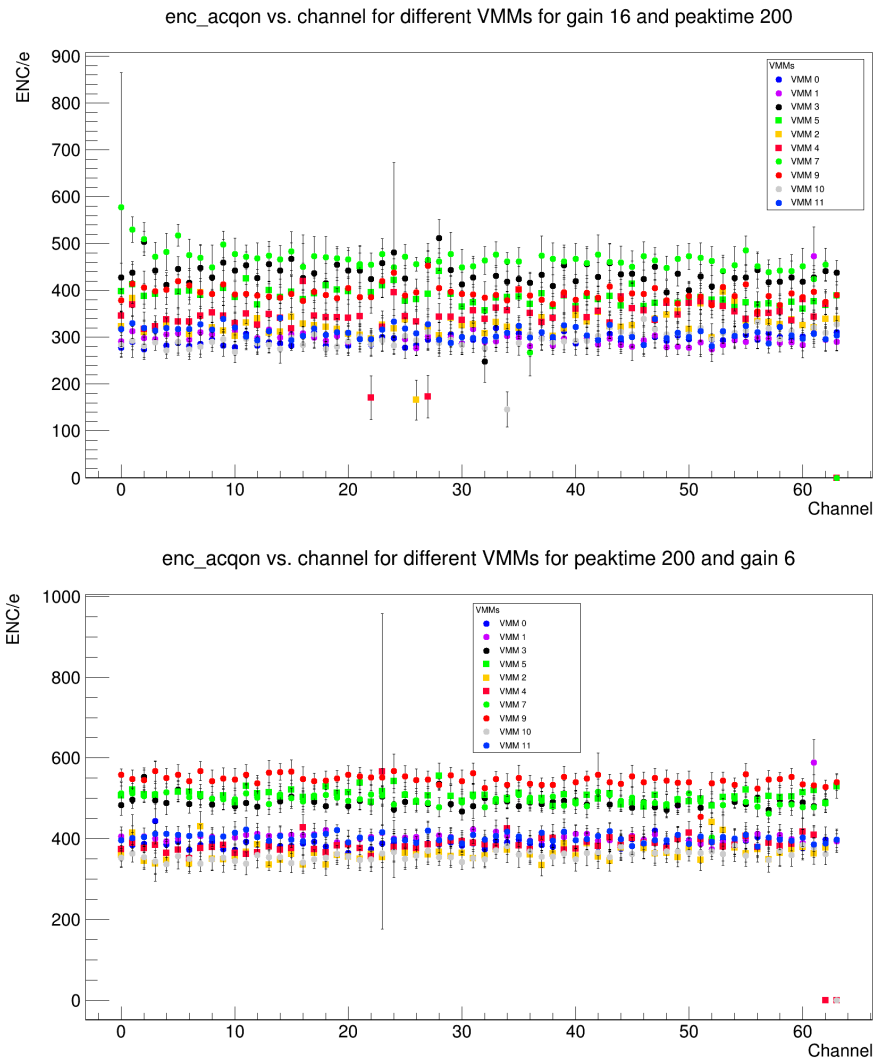 enc_acqon vs. channel for different VMMs for gain 16 and peaktime 200
ENC/e
900
800
700
600
500
400
300
200
100
0
VMMs
VMM 0
VMM 1
VMM 3
VMM 5
VMM 2
VMM 4
VMM 7
VMM 9
VMM 10
VMM 11
0 10 20 30 40 50 60
Channel
enc_acqon vs. channel for different VMMs for peaktime 200 and gain 6
ENC/e
1000
800
600
400
200
0
VMMs
VMM 0
VMM 1
VMM 3
VMM 5
VMM 2
VMM 4
VMM 7
VMM 9
VMM 10
VMM 11
0 10 20 30 40 50 60
Channel